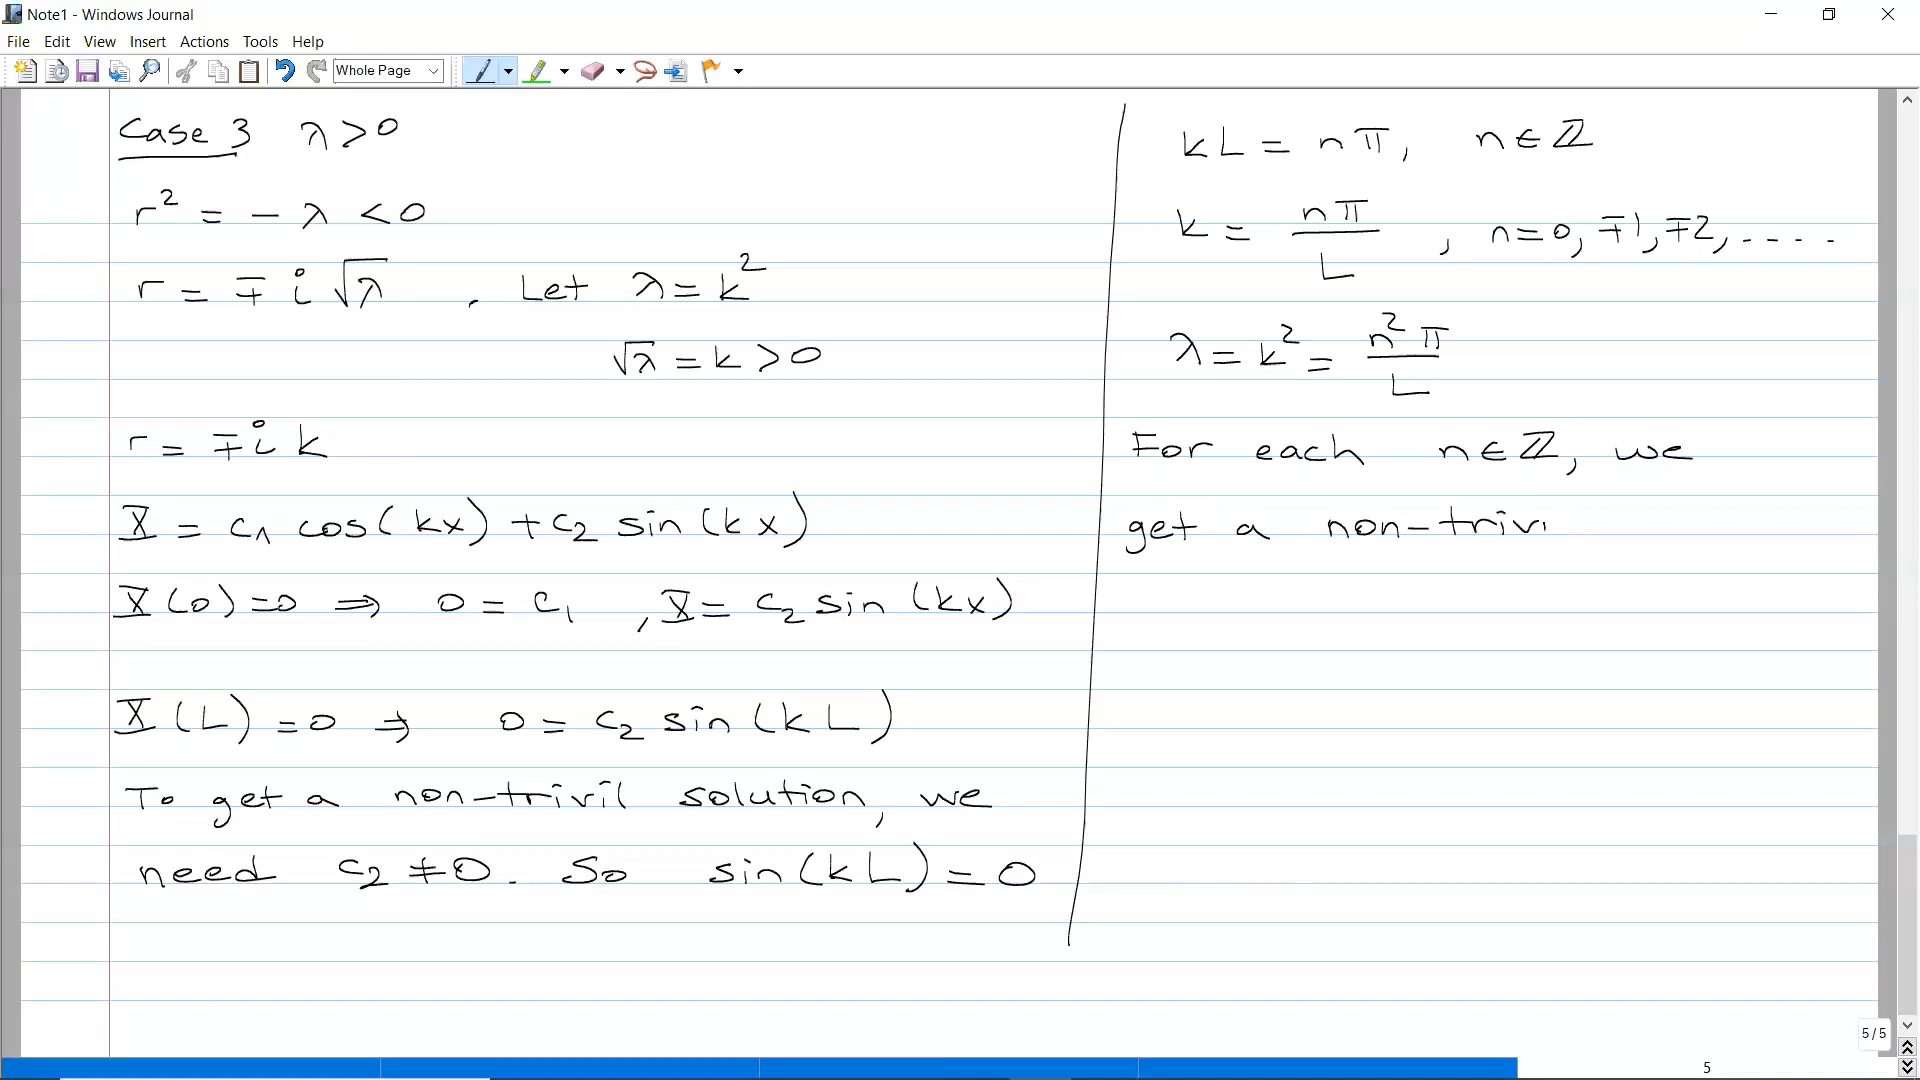 Note1 - Windows Journal
File Edit View Insert Actions Tools Help
Whole Page
Case 3 λ>0
r² = - λ < 0
r = ∓ i √λ . Let λ = k²
√λ = k > 0
r = ∓ i k
X = c₁ cos(kx) + c₂ sin(kx)
X(0)=0 ⇒ 0 = c₁ , X = c₂ sin(kx)
X(L)=0 ⇒ 0 = c₂ sin(kL)
To get a non-trivil solution, we
need c₂ ≠ 0. So sin(kL) = 0
kL = nπ, n∈ℤ
k = nπ/L , n=0, ∓1, ∓2, .....
λ = k² = n²π/L
For each n∈ℤ, we
get a non-trivi
5/5
5